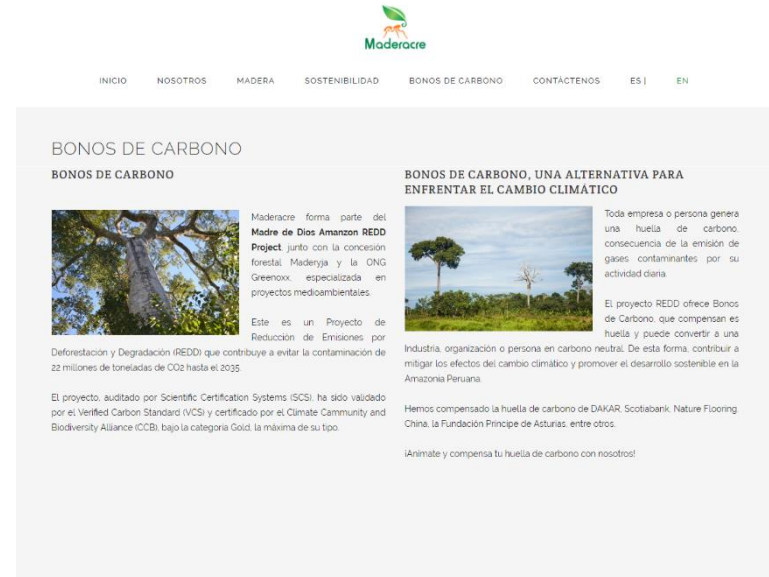 Maderacre
INICIO NOSOTROS MADERA SOSTENIBILIDAD BONOS DE CARBONO CONTÁCTENOS ES | EN
BONOS DE CARBONO
BONOS DE CARBONO
Maderacre forma parte del
Madre de Dios Amanzon REDD
Project, junto con la concesión
forestal Maderyja y la ONG
Greenoxx, especializada en
proyectos medioambientales.
Este es un Proyecto de
Reducción de Emisiones por
Deforestación y Degradación (REDD) que contribuye a evitar la contaminación de
22 millones de toneladas de CO2 hasta el 2035.
El proyecto, auditado por Scientific Certification Systems (SCS), ha sido validado
por el Verified Carbon Standard (VCS) y certificado por el Climate Cammunity and
Biodiversity Alliance (CCB), bajo la categoria Gold, la máxima de su tipo.
BONOS DE CARBONO, UNA ALTERNATIVA PARA
ENFRENTAR EL CAMBIO CLIMÁTICO
Toda empresa o persona genera
una huella de carbono,
consecuencia de la emisión de
gases contaminantes por su
actividad diaria.
El proyecto REDD ofrece Bonos
de Carbono, que compensan es
huella y puede convertir a una
Industria, organización o persona en carbono neutral. De esta forma, contribuir a
mitigar los efectos del cambio climático y promover el desarrollo sostenible en la
Amazonia Peruana.
Hemos compensado la huella de carbono de DAKAR, Scotiabank, Nature Flooring,
China, la Fundación Principe de Asturias, entre otros.
¡Animate y compensa tu huella de carbono con nosotros!